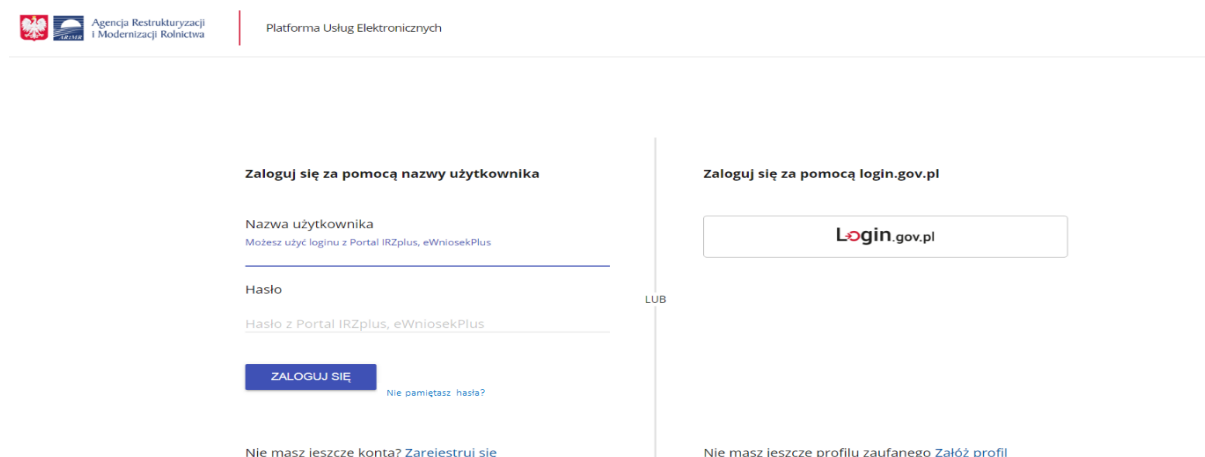 Agencja Restrukturyzacji
i Modernizacji Rolnictwa
Platforma Usług Elektronicznych
Zaloguj się za pomocą nazwy użytkownika
Nazwa użytkownika
Możesz użyć loginu z Portal IRZplus, eWniosekPlus
Hasło
Hasło z Portal IRZplus, eWniosekPlus
ZALOGUJ SIĘ
Nie pamiętasz hasła?
Nie masz jeszcze konta? Zarejestruj się
LUB
Zaloguj się za pomocą login.gov.pl
Login.gov.pl
Nie masz jeszcze profilu zaufanego Załóż profil